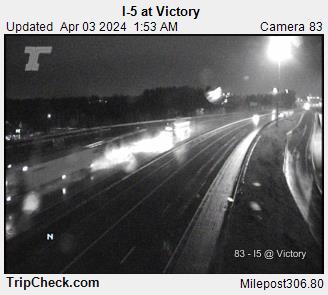 I-5 at Victory
Updated Apr 03 2024 1:53 AM Camera 83
T
N
83 - I5 @ Victory
TripCheck.com Milepost306.80